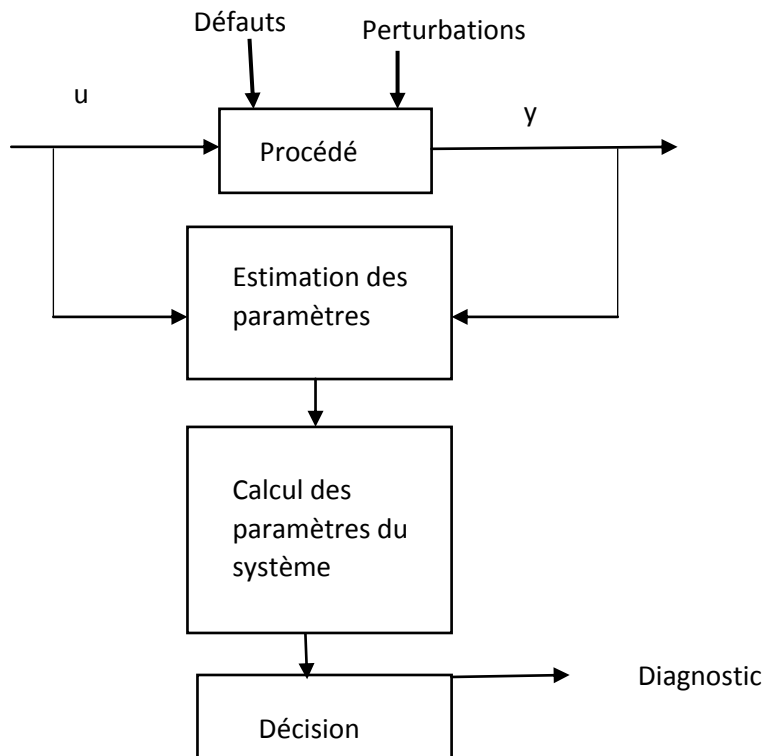 Défauts
Perturbations
u
y
Procédé
Estimation des
paramètres
Calcul des
paramètres du
système
Diagnostic
Décision